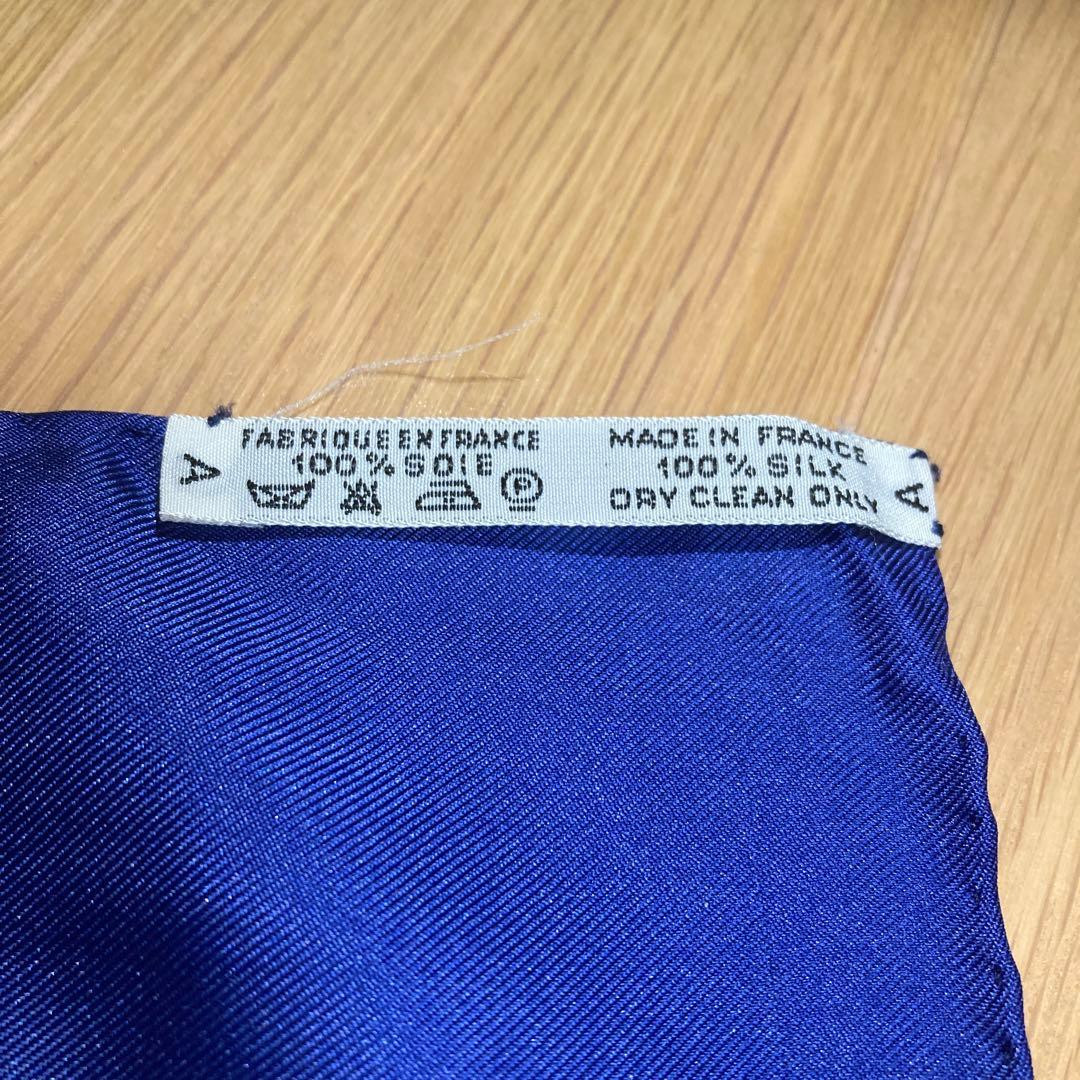 A
FABRIQUE EN FRANCE
100% SOIE
P
MADE IN FRANCE
100% SILK
DRY CLEAN ONLY
A